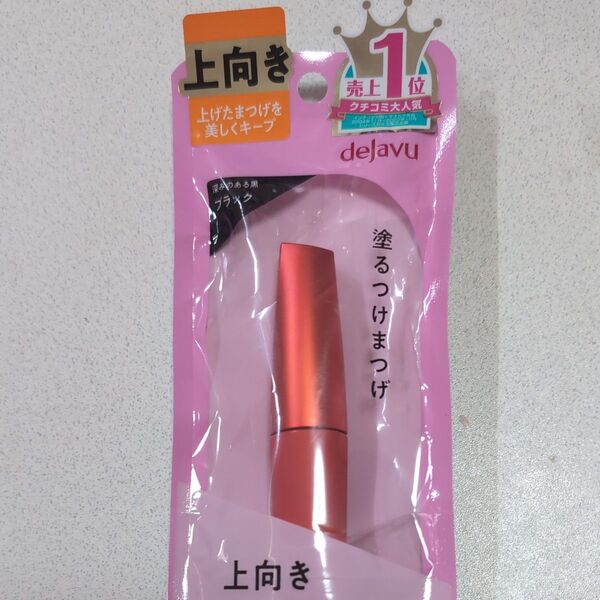 上向き
上げたまつげを
美しくキープ
売上1位
クチコミ大人気
dejavu
深みのある黒
ブラック
塗るつけまつげ
上向き